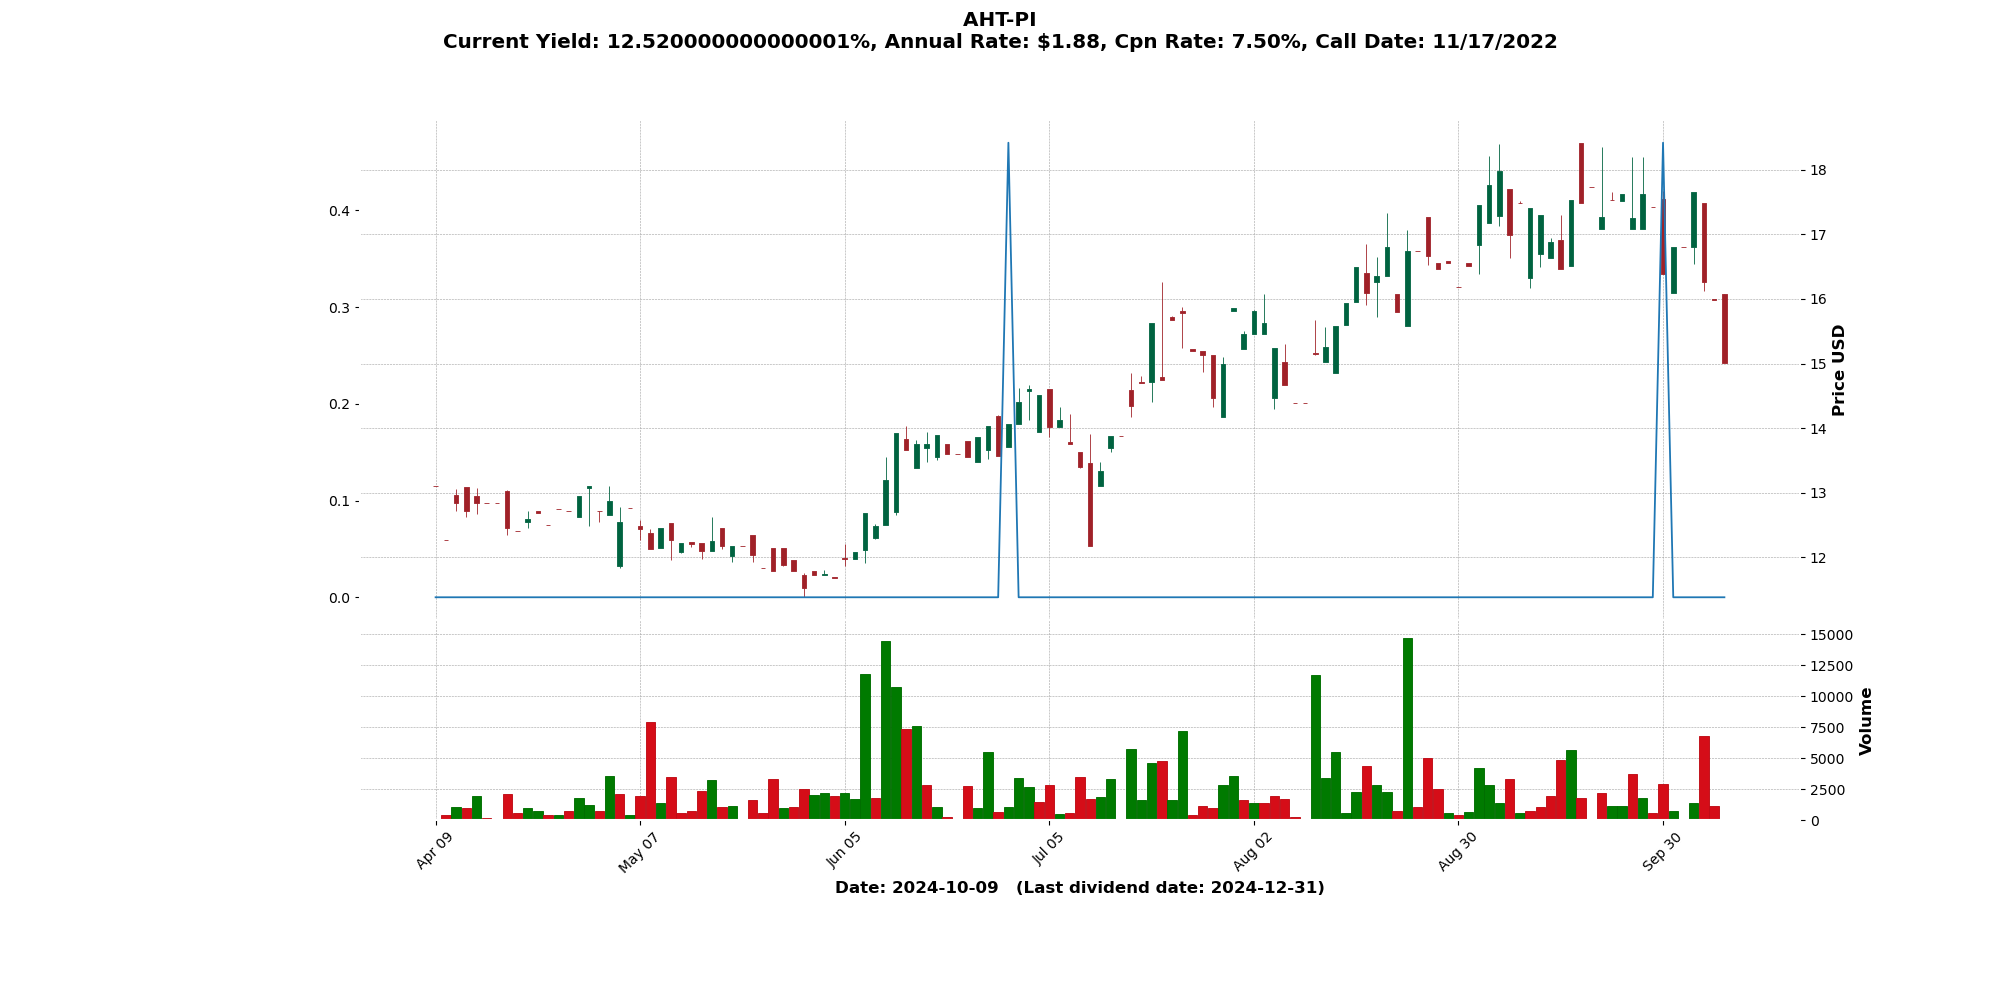 AHT-PI
Current Yield: 12.520000000000001%, Annual Rate: $1.88, Cpn Rate: 7.50%, Call Date: 11/17/2022
0.4
0.3
0.2
0.1
0.0
18
17
16
15
14
13
12
Price USD
15000
12500
10000
7500
5000
2500
0
Volume
Apr 09
May 07
Jun 05
Jul 05
Aug 02
Aug 30
Sep 30
Date: 2024-10-09   (Last dividend date: 2024-12-31)